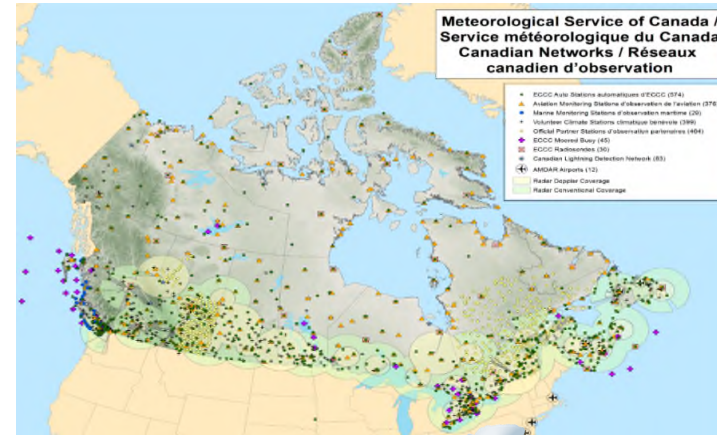 Meteorological Service of Canada /
Service météorologique du Canada
Canadian Networks / Réseaux
canadien d'observation
ECCC Auto Stations automatiques d'ECCC (574)
Aviation Monitoring Stations d'observation de l'aviation (376)
Marine Monitoring Stations d'observation maritime (29)
Volunteer Climate Stations climatique bénévole (399)
Official Partner Stations d'observation partenaires (464)
ECCC Moored Buoy (45)
ECCC Radiosondes (30)
Canadian Lightning Detection Network (83)
AMDAR Airports (12)
Radar Doppler Coverage
Radar Conventional Coverage